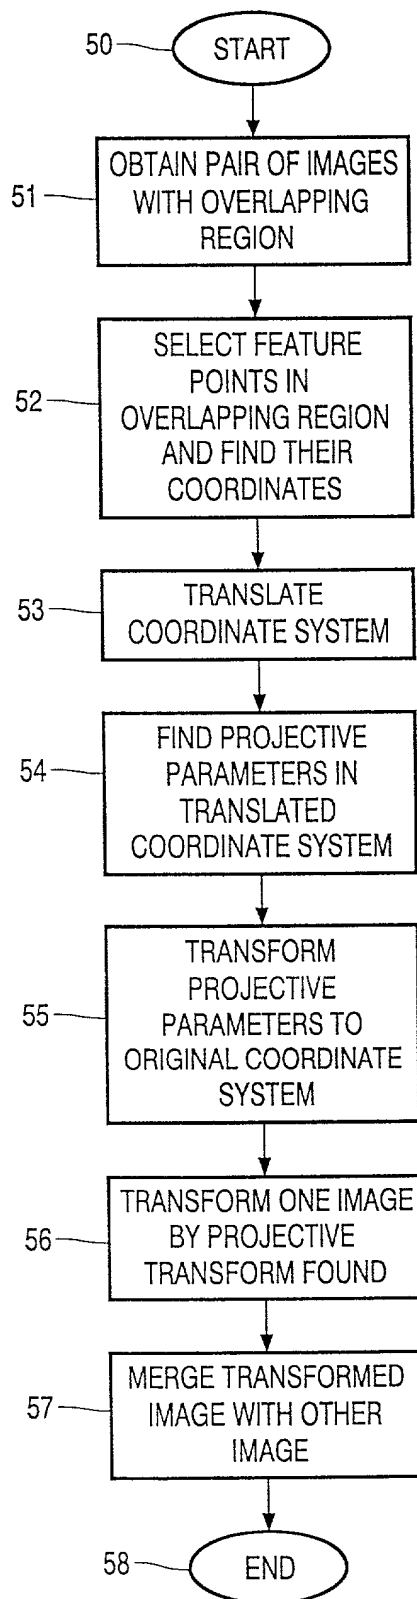 50
START
51
OBTAIN PAIR OF IMAGES
WITH OVERLAPPING
REGION
52
SELECT FEATURE
POINTS IN
OVERLAPPING REGION
AND FIND THEIR
COORDINATES
53
TRANSLATE
COORDINATE SYSTEM
54
FIND PROJECTIVE
PARAMETERS IN
TRANSLATED
COORDINATE SYSTEM
55
TRANSFORM
PROJECTIVE
PARAMETERS TO
ORIGINAL COORDINATE
SYSTEM
56
TRANSFORM ONE IMAGE
BY PROJECTIVE
TRANSFORM FOUND
57
MERGE TRANSFORMED
IMAGE WITH OTHER
IMAGE
58
END